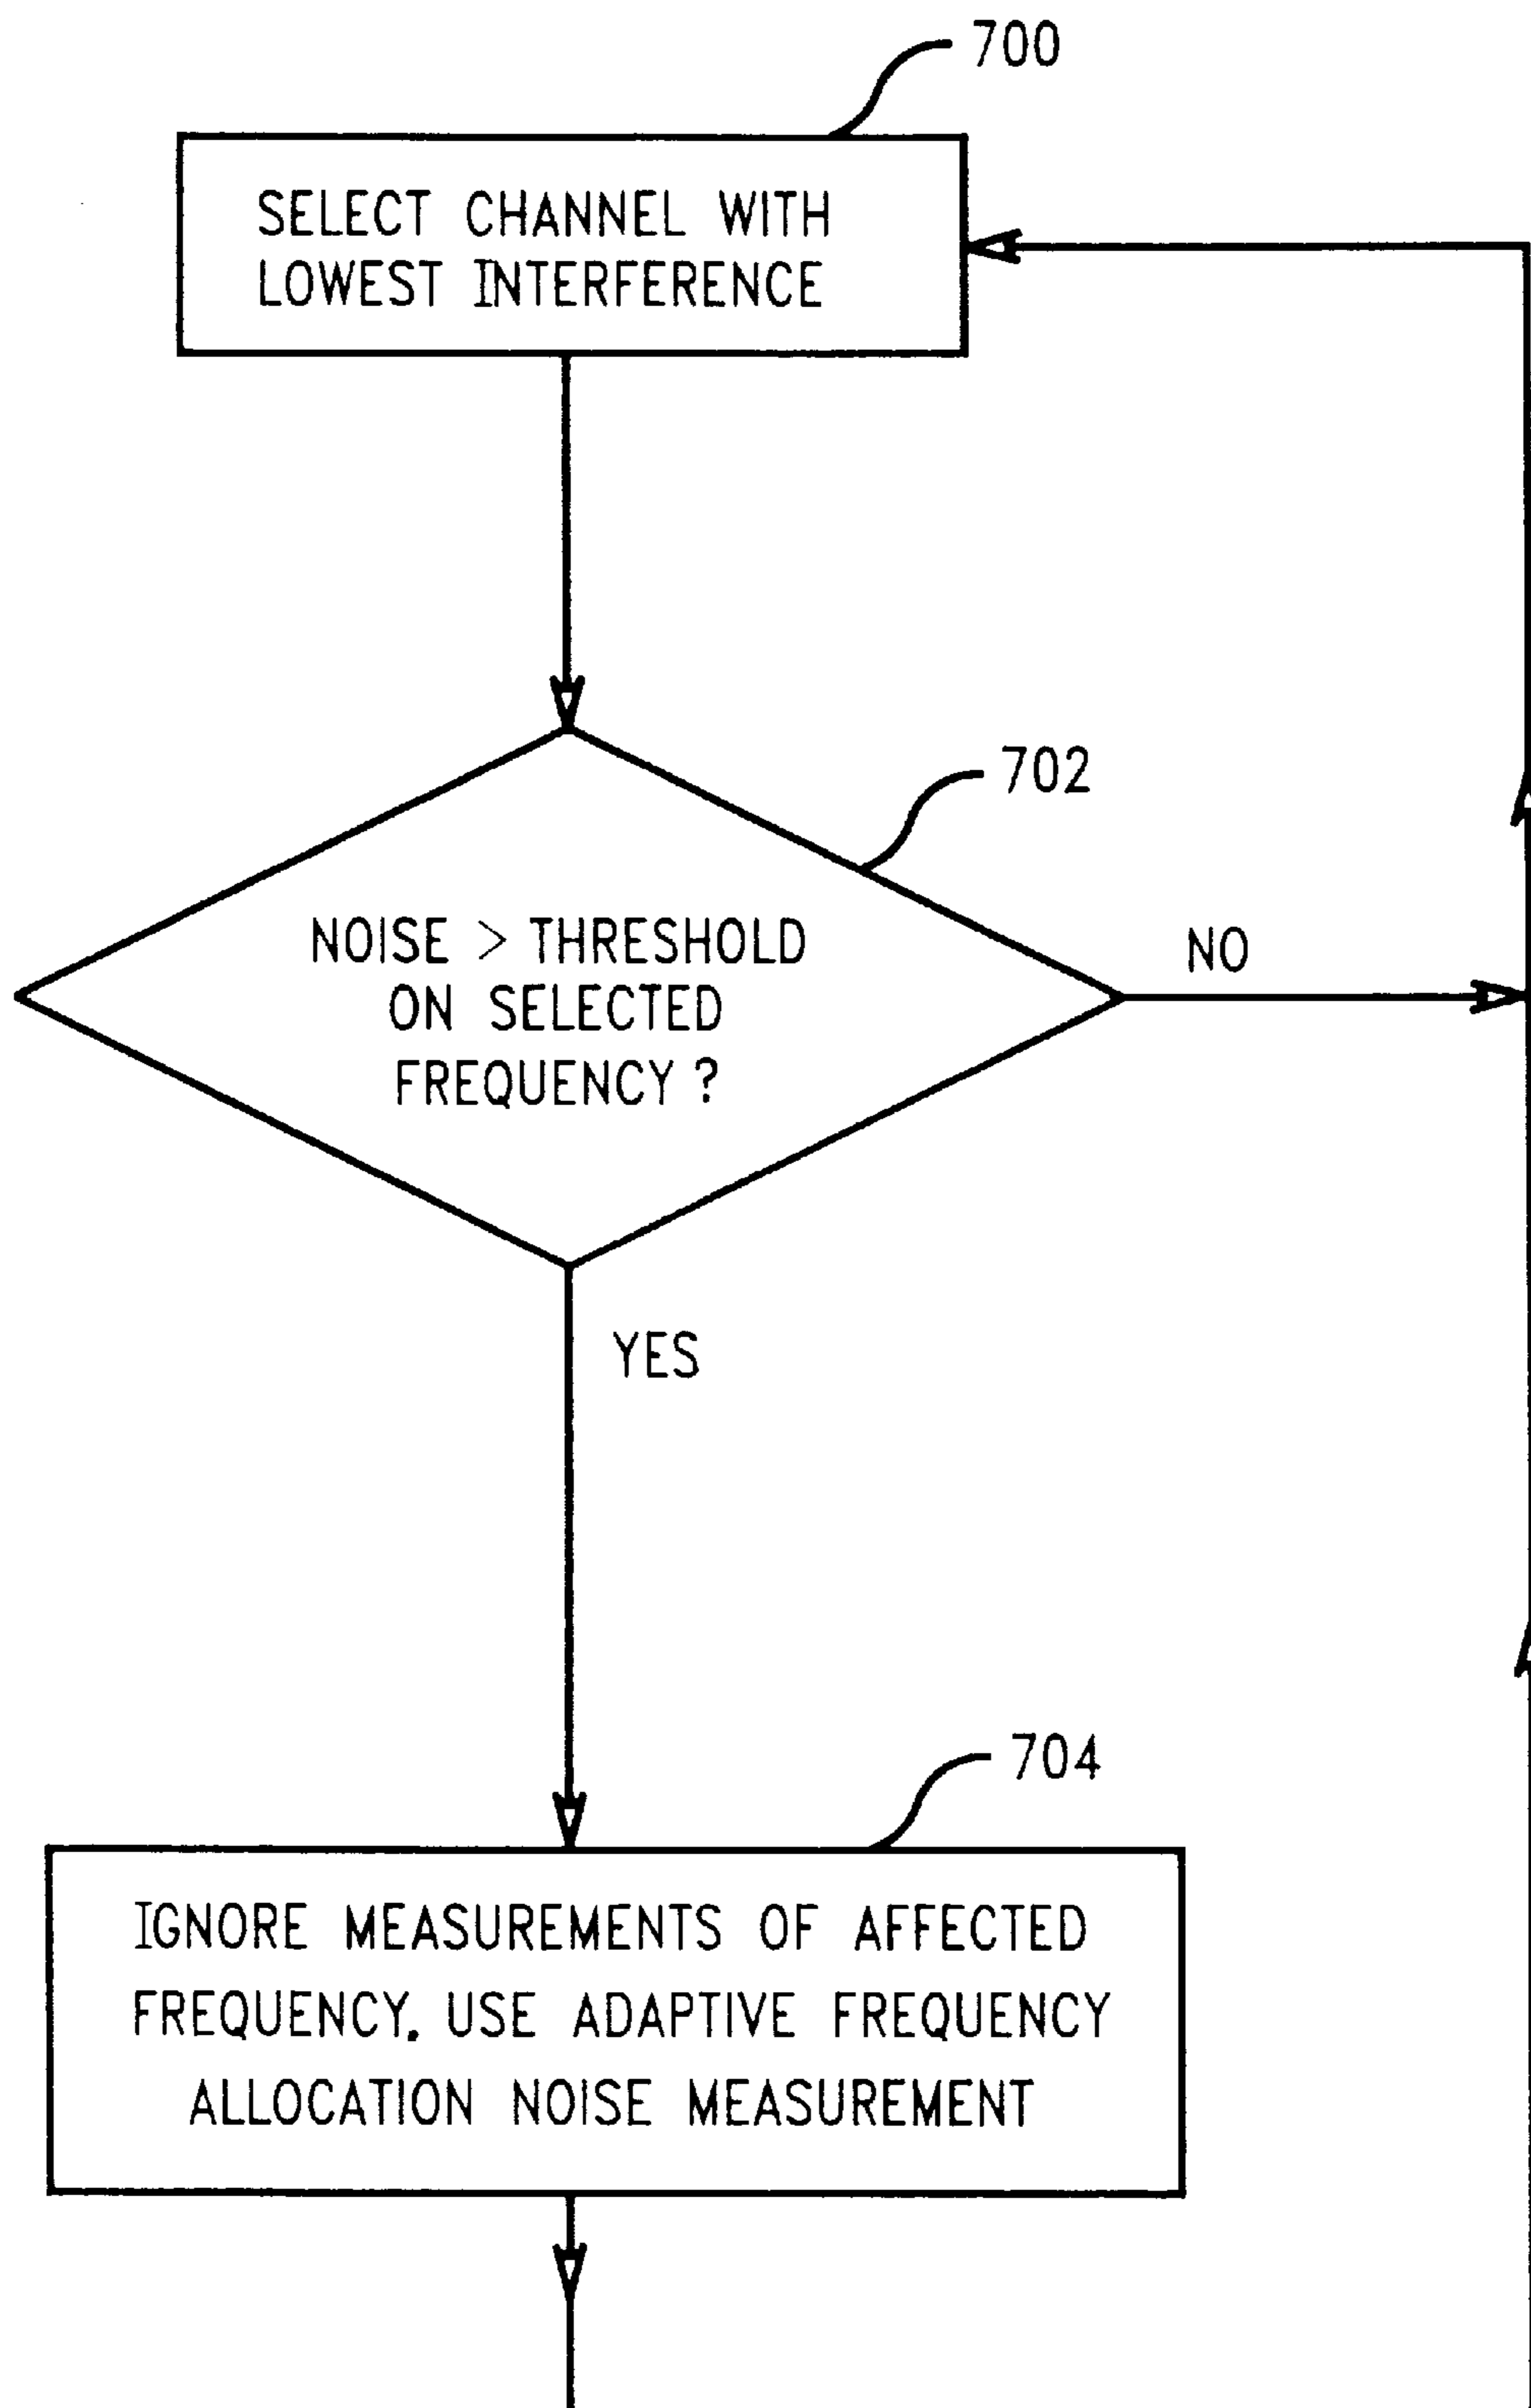 700
SELECT CHANNEL WITH
LOWEST INTERFERENCE
702
NOISE > THRESHOLD
ON SELECTED
FREQUENCY ?
NO
YES
704
IGNORE MEASUREMENTS OF AFFECTED
FREQUENCY. USE ADAPTIVE FREQUENCY
ALLOCATION NOISE MEASUREMENT